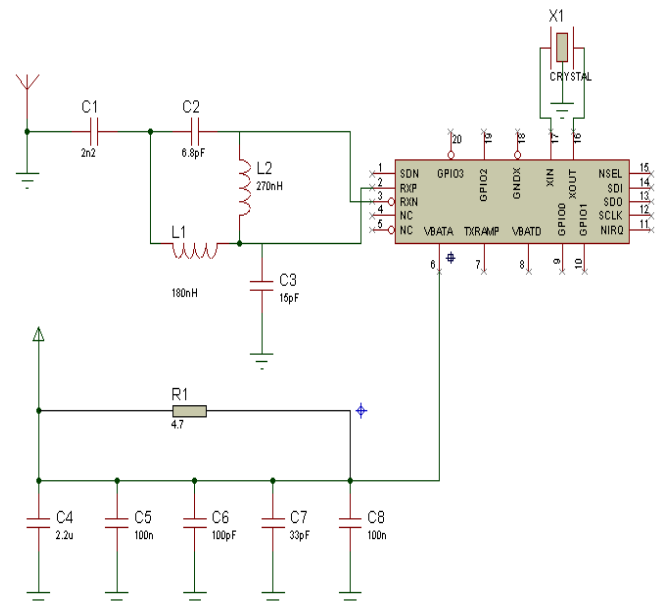 X1
CRYSTAL
C1
2n2
C2
6.8pF
L2
270nH
L1
180nH
C3
15pF
20
19
18
17
16
1
2
3
4
5
SDN
RXP
RXN
NC
NC
GPIO3
GPIO2
GNDX
XIN
XOUT
NSEL
SDI
SDO
SCLK
NIRQ
15
14
13
12
11
VBATA
TXRAMP
VBATD
GPIO0
GPIO1
6
7
8
9
10
R1
4.7
C4
2.2u
C5
100n
C6
100pF
C7
33pF
C8
100n